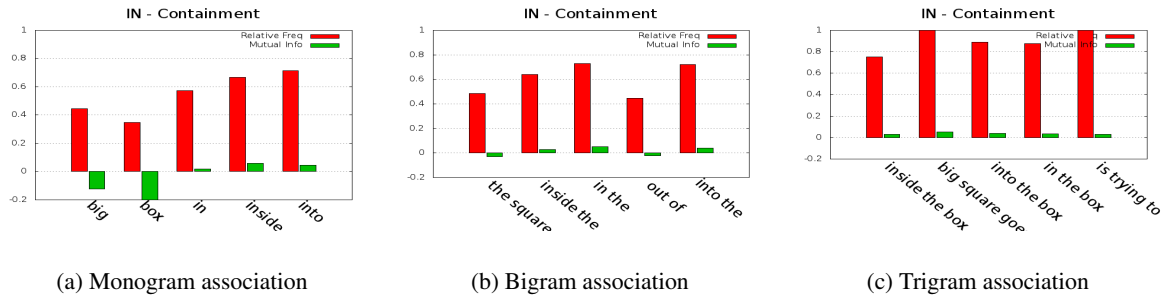 IN - Containment
Relative Freq
Mutual Info
1
0.8
0.6
0.4
0.2
0
-0.2
big
box
in
inside
into
(a) Monogram association
IN - Containment
Relative Freq
Mutual Info
1
0.8
0.6
0.4
0.2
0
-0.2
the square
inside the
in the
out of
into the
(b) Bigram association
IN - Containment
Relative Freq
Mutual Info
1
0.8
0.6
0.4
0.2
0
-0.2
inside the box
big square goe
into the box
in the box
is trying to
(c) Trigram association